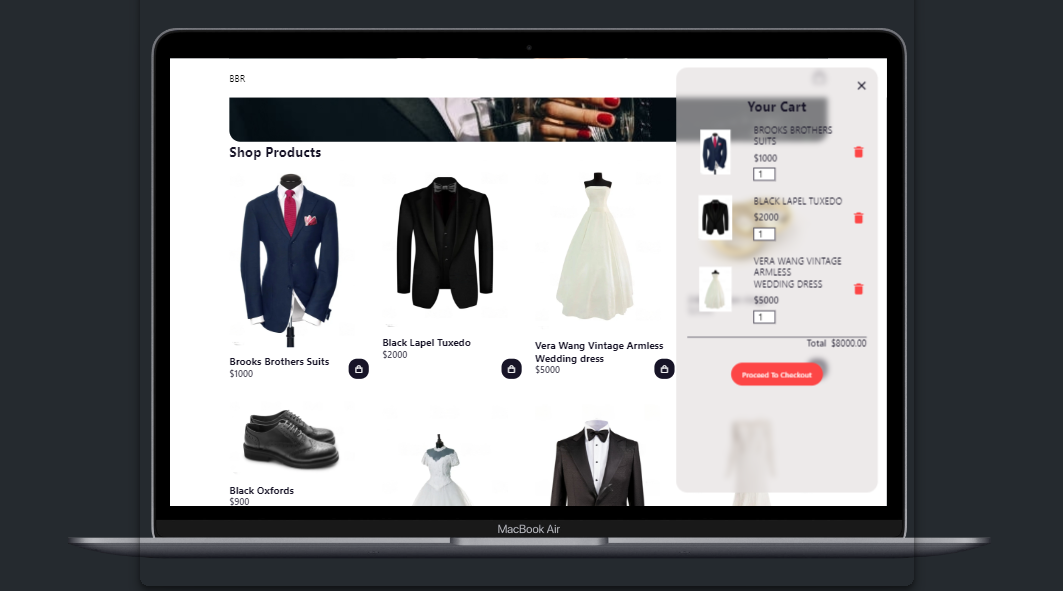 BBR
Shop Products
Brooks Brothers Suits
$1000
Black Lapel Tuxedo
$2000
Vera Wang Vintage Armless
Wedding dress
$5000
Black Oxfords
$900
Your Cart
BROOKS BROTHERS
SUITS
$1000
1
BLACK LAPEL TUXEDO
$2000
1
VERA WANG VINTAGE
ARMLESS
WEDDING DRESS
$5000
1
Total $8000.00
Proceed To Checkout
MacBook Air